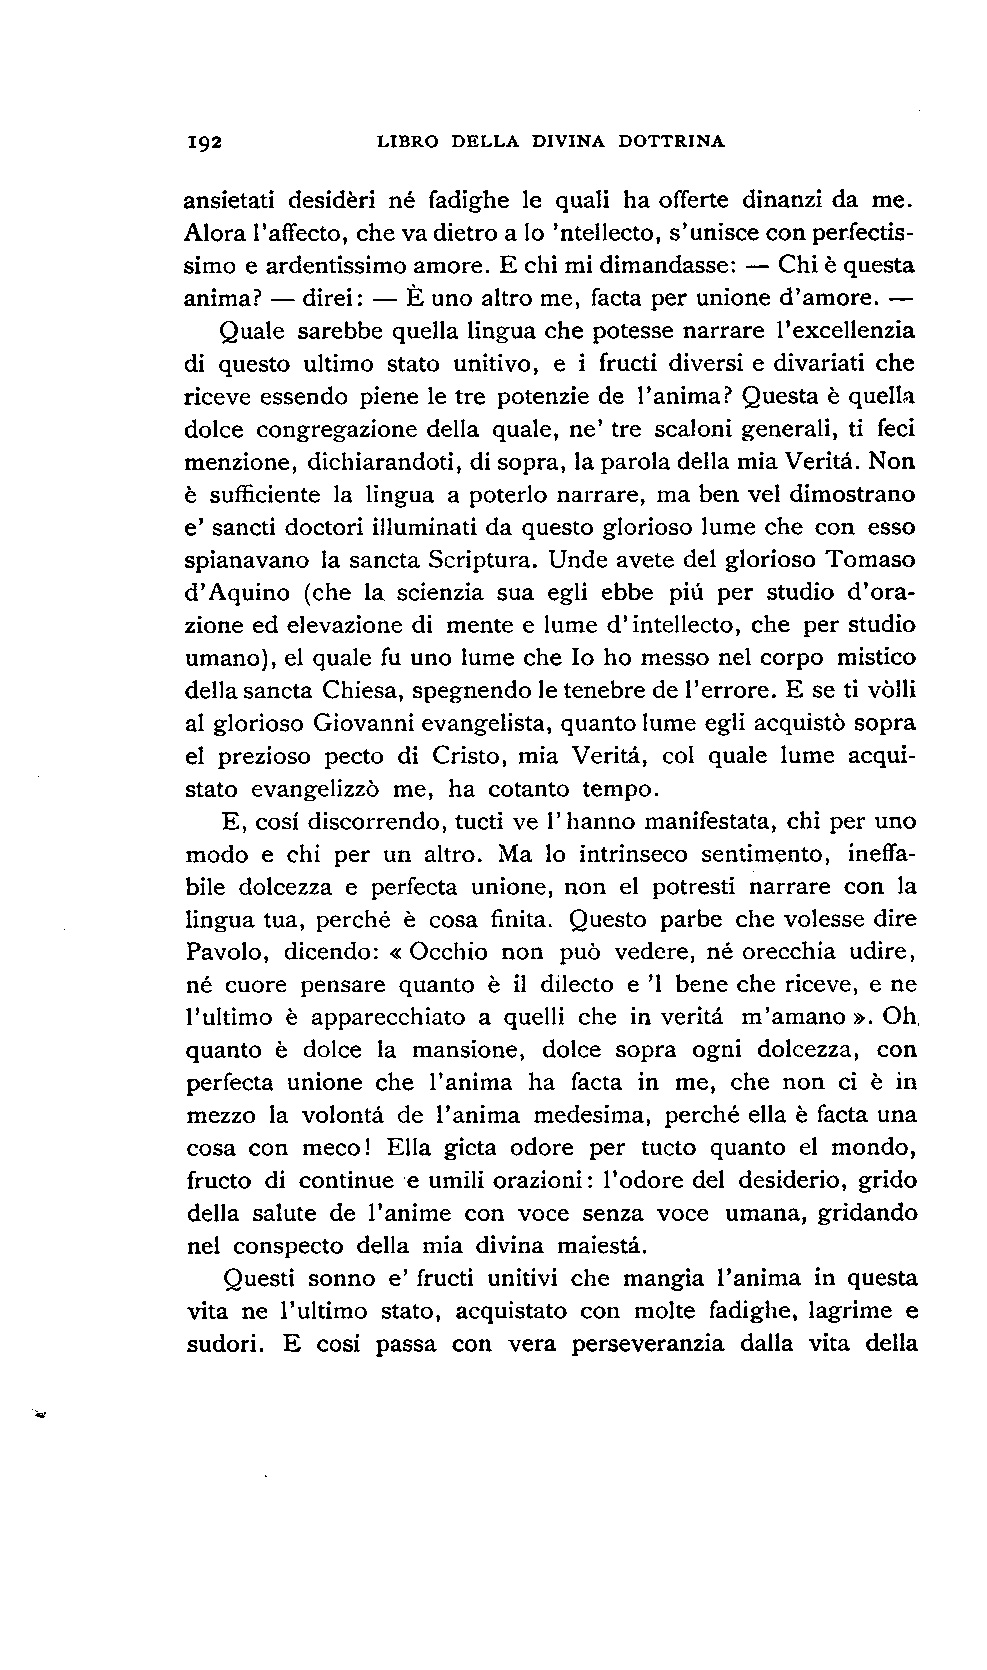 192 LIBRO DELLA DIVINA DOTTRINA
ansietati desidèri né fadighe le quali ha offerte dinanzi da me.
Alora l'affecto, che va dietro a lo 'ntellecto, s'unisce con perfectis-
simo e ardentissimo amore. E chi mi dimandasse: — Chi è questa
anima? — direi: — È uno altro me, facta per unione d'amore. —
Quale sarebbe quella lingua che potesse narrare l'excellenzia
di questo ultimo stato unitivo, e i fructi diversi e divariati che
riceve essendo piene le tre potenzie de l'anima? Questa è quella
dolce congregazione della quale, ne' tre scaloni generali, ti feci
menzione, dichiarandoti, di sopra, la parola della mia Veritá. Non
è sufficiente la lingua a poterlo narrare, ma ben vel dimostrano
e' sancti doctori illuminati da questo glorioso lume che con esso
spianavano la sancta Scriptura. Unde avete del glorioso Tomaso
d'Aquino (che la scienzia sua egli ebbe piú per studio d'ora-
zione ed elevazione di mente e lume d'intellecto, che per studio
umano), el quale fu uno lume che Io ho messo nel corpo mistico
della sancta Chiesa, spegnendo le tenebre de l'errore. E se ti vòlli
al glorioso Giovanni evangelista, quanto lume egli acquistò sopra
el prezioso pecto di Cristo, mia Veritá, col quale lume acqui-
stato evangelizzò me, ha cotanto tempo.
E, cosí discorrendo, tucti ve l'hanno manifestata, chi per uno
modo e chi per un altro. Ma lo intrinseco sentimento, ineffa-
bile dolcezza e perfecta unione, non el potresti narrare con la
lingua tua, perché è cosa finita. Questo parbe che volesse dire
Pavolo, dicendo: « Occhio non può vedere, né orecchia udire,
né cuore pensare quanto è il dilecto e 'l bene che riceve, e ne
l'ultimo è apparecchiato a quelli che in veritá m'amano ». Oh,
quanto è dolce la mansione, dolce sopra ogni dolcezza, con
perfecta unione che l'anima ha facta in me, che non ci è in
mezzo la volontá de l'anima medesima, perché ella è facta una
cosa con meco! Ella gicta odore per tucto quanto el mondo,
fructo di continue e umili orazioni: l'odore del desiderio, grido
della salute de l'anime con voce senza voce umana, gridando
nel conspecto della mia divina maiestá.
Questi sonno e' fructi unitivi che mangia l'anima in questa
vita ne l'ultimo stato, acquistato con molte fadighe, lagrime e
sudori. E cosí passa con vera perseveranzia dalla vita della